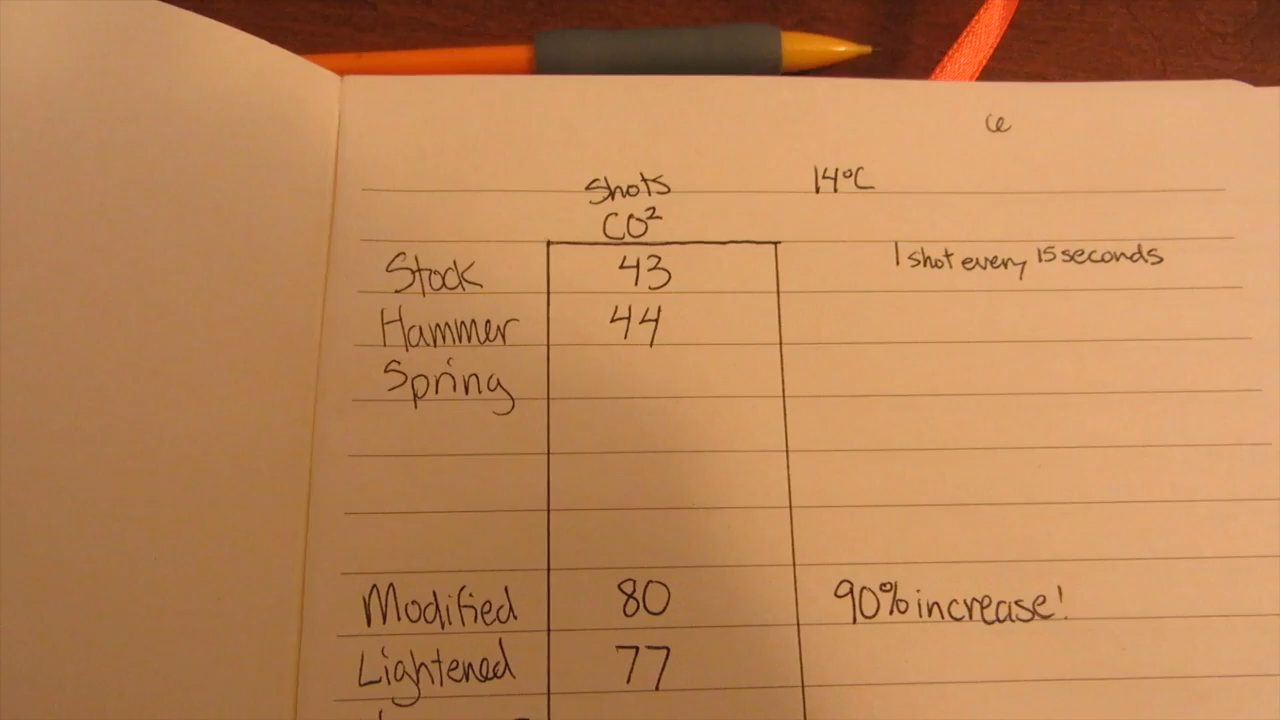 14°C
Shots
CO²
Stock 43 1 shot every 15 seconds
Hammer 44
Spring
Modified 80 90% increase!
Lightened 77